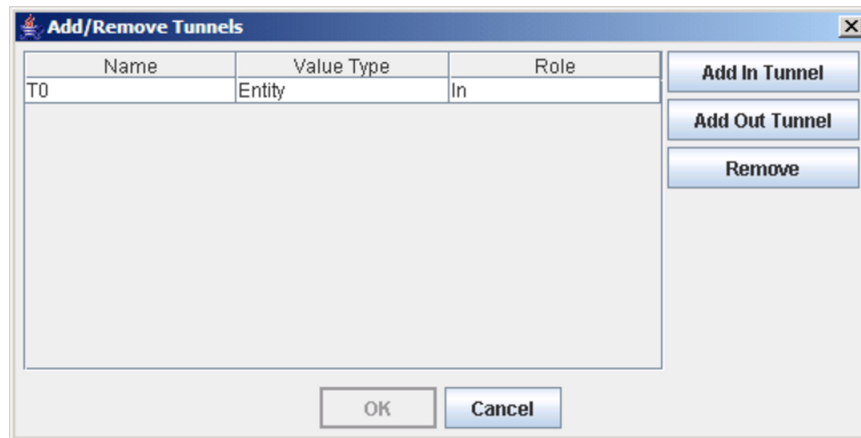 Add/Remove Tunnels
Name Value Type Role
T0 Entity In
Add In Tunnel
Add Out Tunnel
Remove
OK Cancel